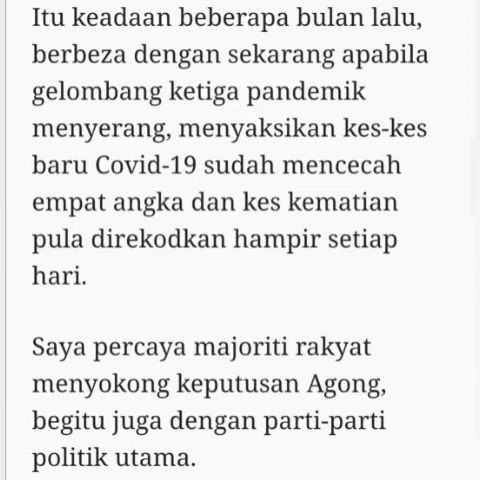 Itu keadaan beberapa bulan lalu,
berbeza dengan sekarang apabila
gelombang ketiga pandemik
menyerang, menyaksikan kes-kes
baru Covid-19 sudah mencecah
empat angka dan kes kematian
pula direkodkan hampir setiap
hari.
Saya percaya majoriti rakyat
menyokong keputusan Agong,
begitu juga dengan parti-parti
politik utama.